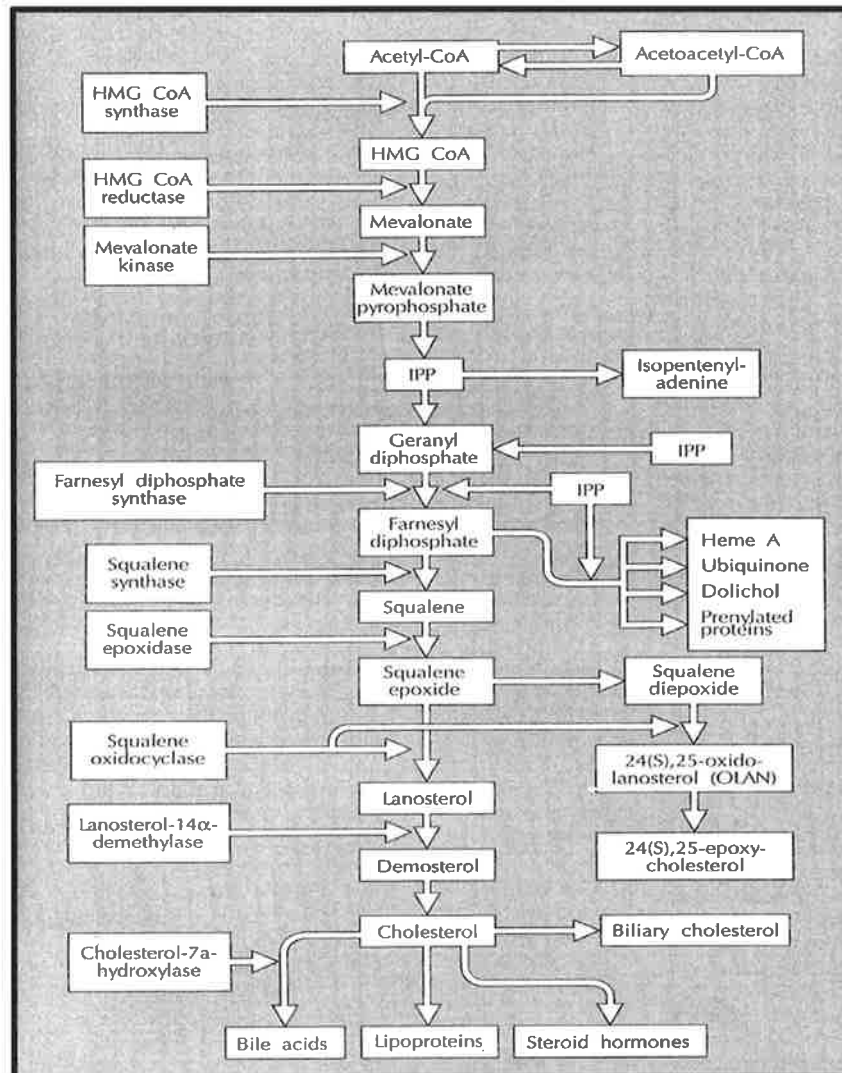 Acetyl-CoA
Acetoacetyl-CoA
HMG CoA
synthase
HMG CoA
HMG CoA
reductase
Mevalonate
Mevalonate
kinase
Mevalonate
pyrophosphate
IPP
Isopentenyl-
adenine
Geranyl
diphosphate
IPP
Farnesyl diphosphate
synthase
IPP
Farnesyl
diphosphate
Heme A
Ubiquinone
Dolichol
Prenylated
proteins
Squalene
synthase
Squalene
Squalene
epoxidase
Squalene
epoxide
Squalene
diepoxide
Squalene
oxidocyclase
24(S),25-oxido-
lanosterol (OLAN)
Lanosterol
Lanosterol-14α-
demethylase
24(S),25-epoxy-
cholesterol
Demosterol
Cholesterol
Biliary cholesterol
Cholesterol-7a-
hydroxylase
Bile acids
Lipoproteins
Steroid hormones